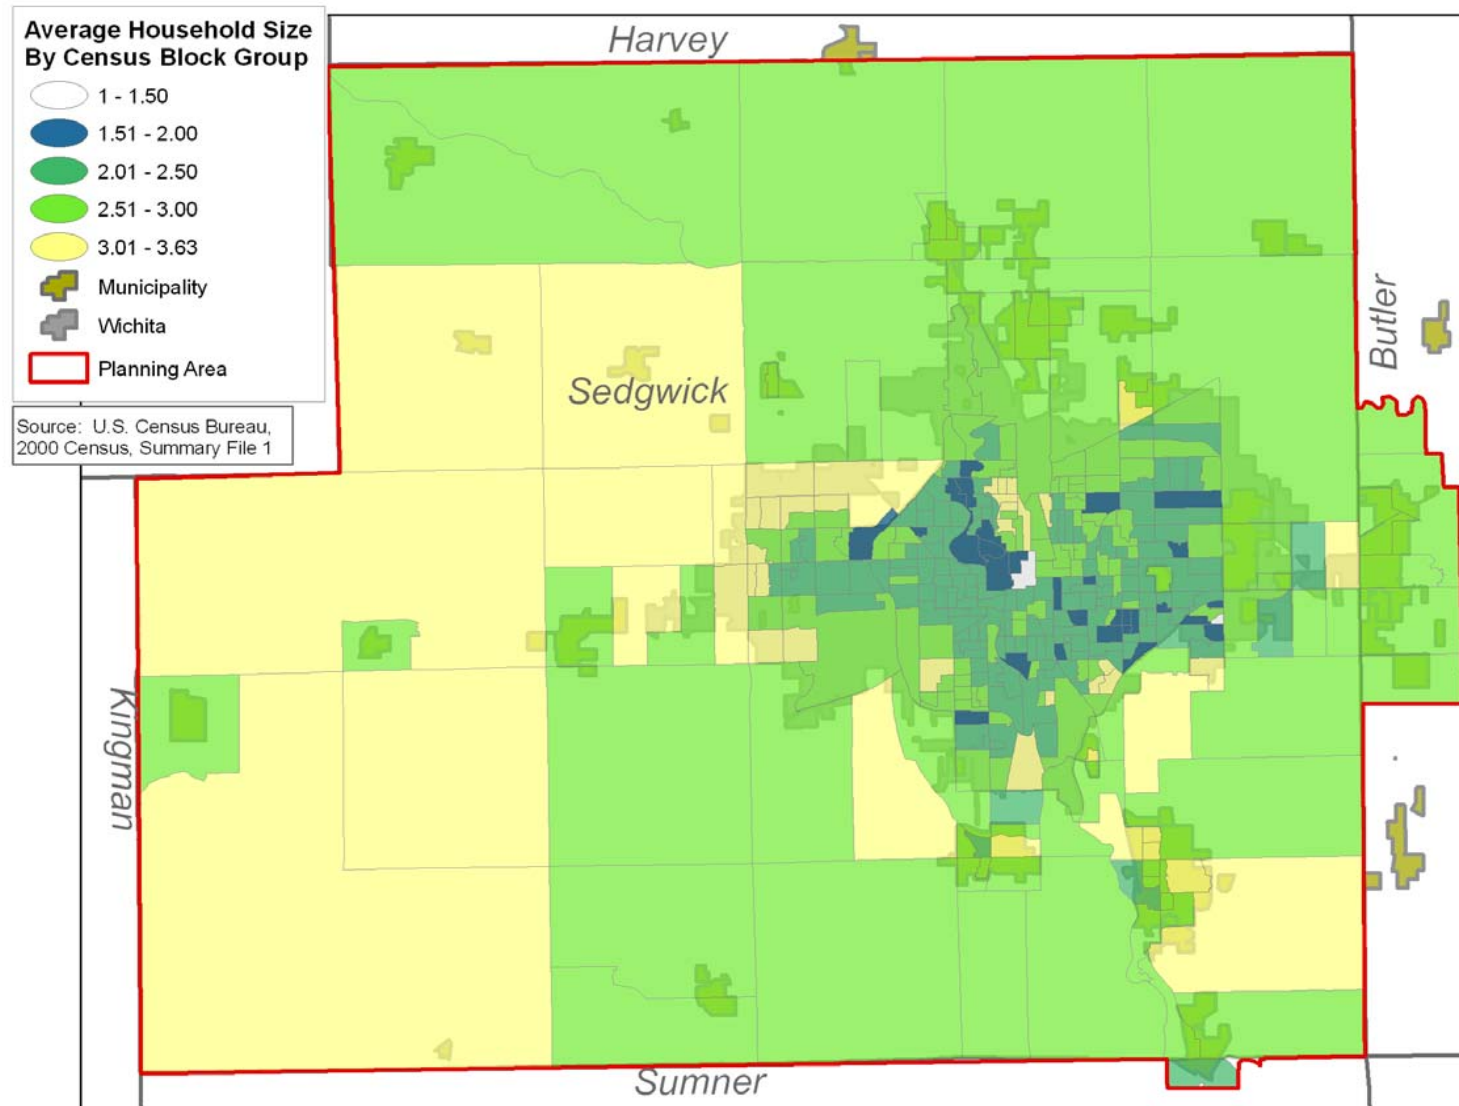 Average Household Size
By Census Block Group
1 - 1.50
1.51 - 2.00
2.01 - 2.50
2.51 - 3.00
3.01 - 3.63
Municipality
Wichita
Planning Area
Source: U.S. Census Bureau,
2000 Census, Summary File 1
Harvey
Butler
Sedgwick
Kingman
Sumner